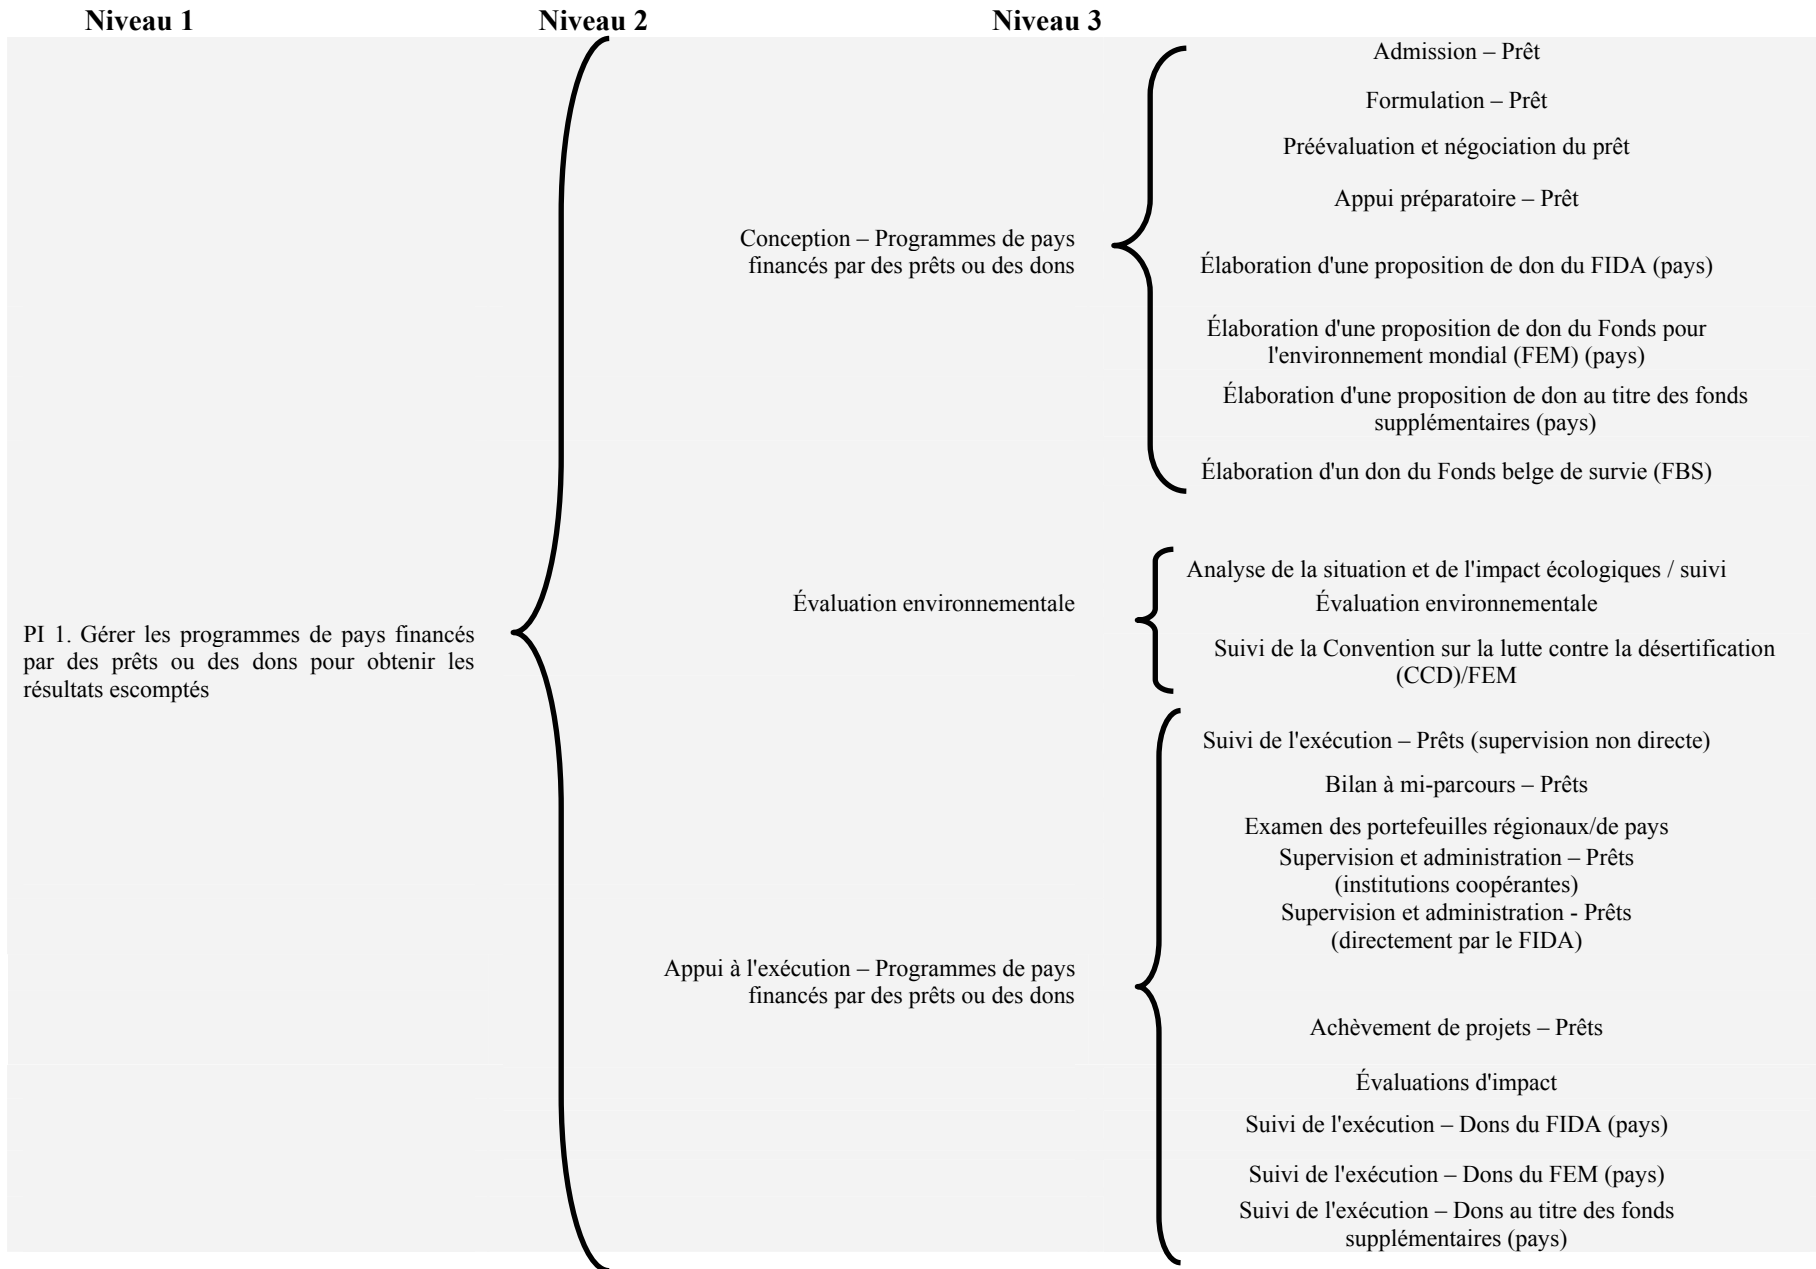 Niveau 1 Niveau 2 Niveau 3
PI 1. Gérer les programmes de pays financés
par des prêts ou des dons pour obtenir les
résultats escomptés
Conception – Programmes de pays
financés par des prêts ou des dons
Admission – Prêt
Formulation – Prêt
Préévaluation et négociation du prêt
Appui préparatoire – Prêt
Élaboration d'une proposition de don du FIDA (pays)
Élaboration d'une proposition de don du Fonds pour
l'environnement mondial (FEM) (pays)
Élaboration d'une proposition de don au titre des fonds
supplémentaires (pays)
Élaboration d'un don du Fonds belge de survie (FBS)
Évaluation environnementale
Analyse de la situation et de l'impact écologiques / suivi
Évaluation environnementale
Suivi de la Convention sur la lutte contre la désertification
(CCD)/FEM
Appui à l'exécution – Programmes de pays
financés par des prêts ou des dons
Suivi de l'exécution – Prêts (supervision non directe)
Bilan à mi-parcours – Prêts
Examen des portefeuilles régionaux/de pays
Supervision et administration – Prêts
(institutions coopérantes)
Supervision et administration - Prêts
(directement par le FIDA)
Achèvement de projets – Prêts
Évaluations d'impact
Suivi de l'exécution – Dons du FIDA (pays)
Suivi de l'exécution – Dons du FEM (pays)
Suivi de l'exécution – Dons au titre des fonds
supplémentaires (pays)